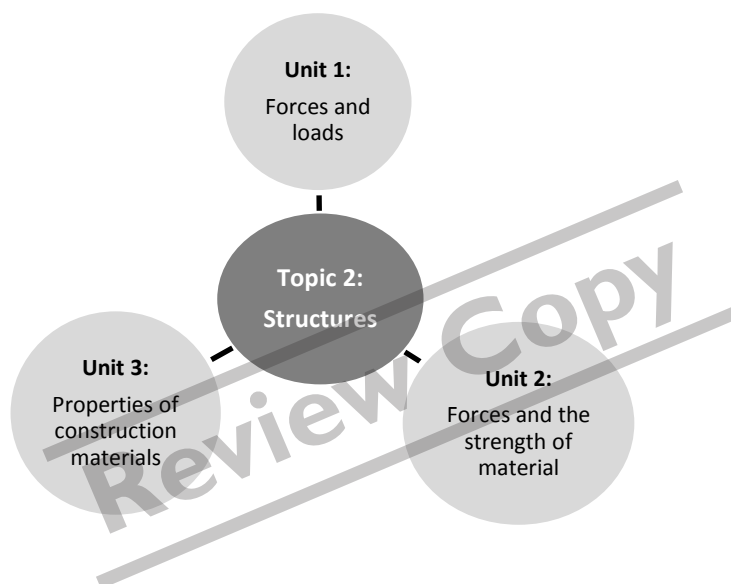 Unit 1:
Forces and
loads
Topic 2:
Structures
Unit 3:
Properties of
construction
materials
Unit 2:
Forces and the
strength of
material
Review Copy